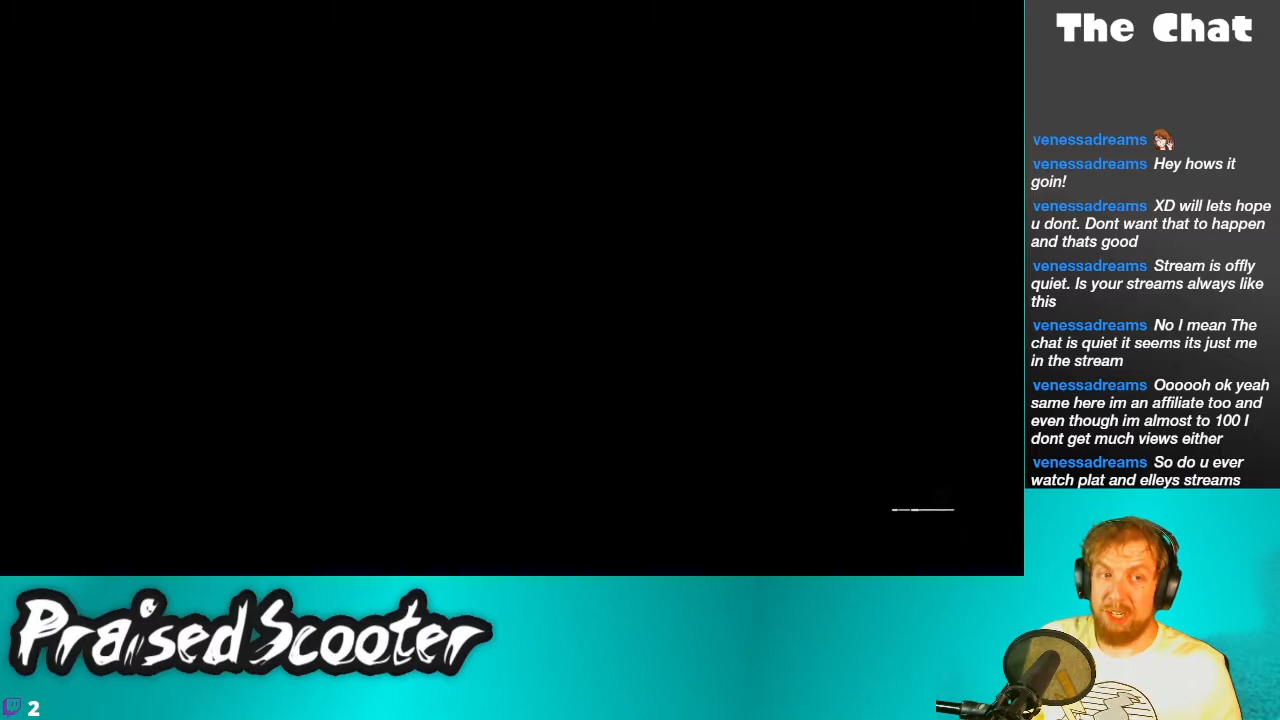 The Chat
venessadreams
venessadreams Hey hows it
goin!
venessadreams XD will lets hope
u dont. Dont want that to happen
and thats good
venessadreams Stream is offly
quiet. Is your streams always like
this
venessadreams No I mean The
chat is quiet it seems its just me
in the stream
venessadreams Oooooh ok yeah
same here im an affiliate too and
even though im almost to 100 I
dont get much views either
venessadreams So do u ever
watch plat and elleys streams
PraisedScooter
2